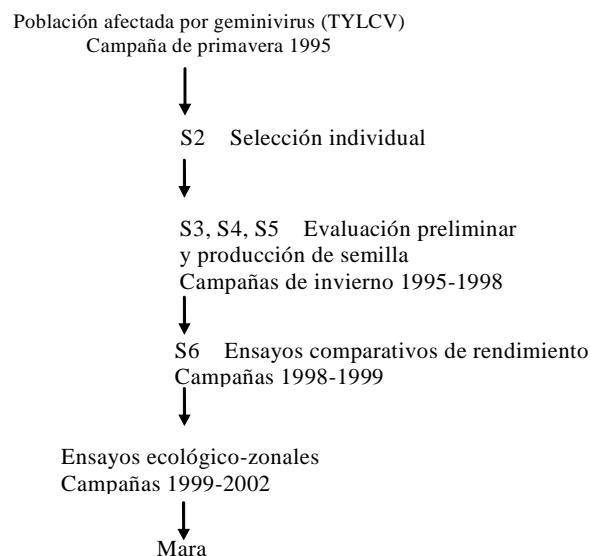 Población afectada por geminivirus (TYLCV)
Campaña de primavera 1995
S2 Selección individual
S3, S4, S5 Evaluación preliminar
y producción de semilla
Campañas de invierno 1995-1998
S6 Ensayos comparativos de rendimiento
Campañas 1998-1999
Ensayos ecológico-zonales
Campañas 1999-2002
Mara